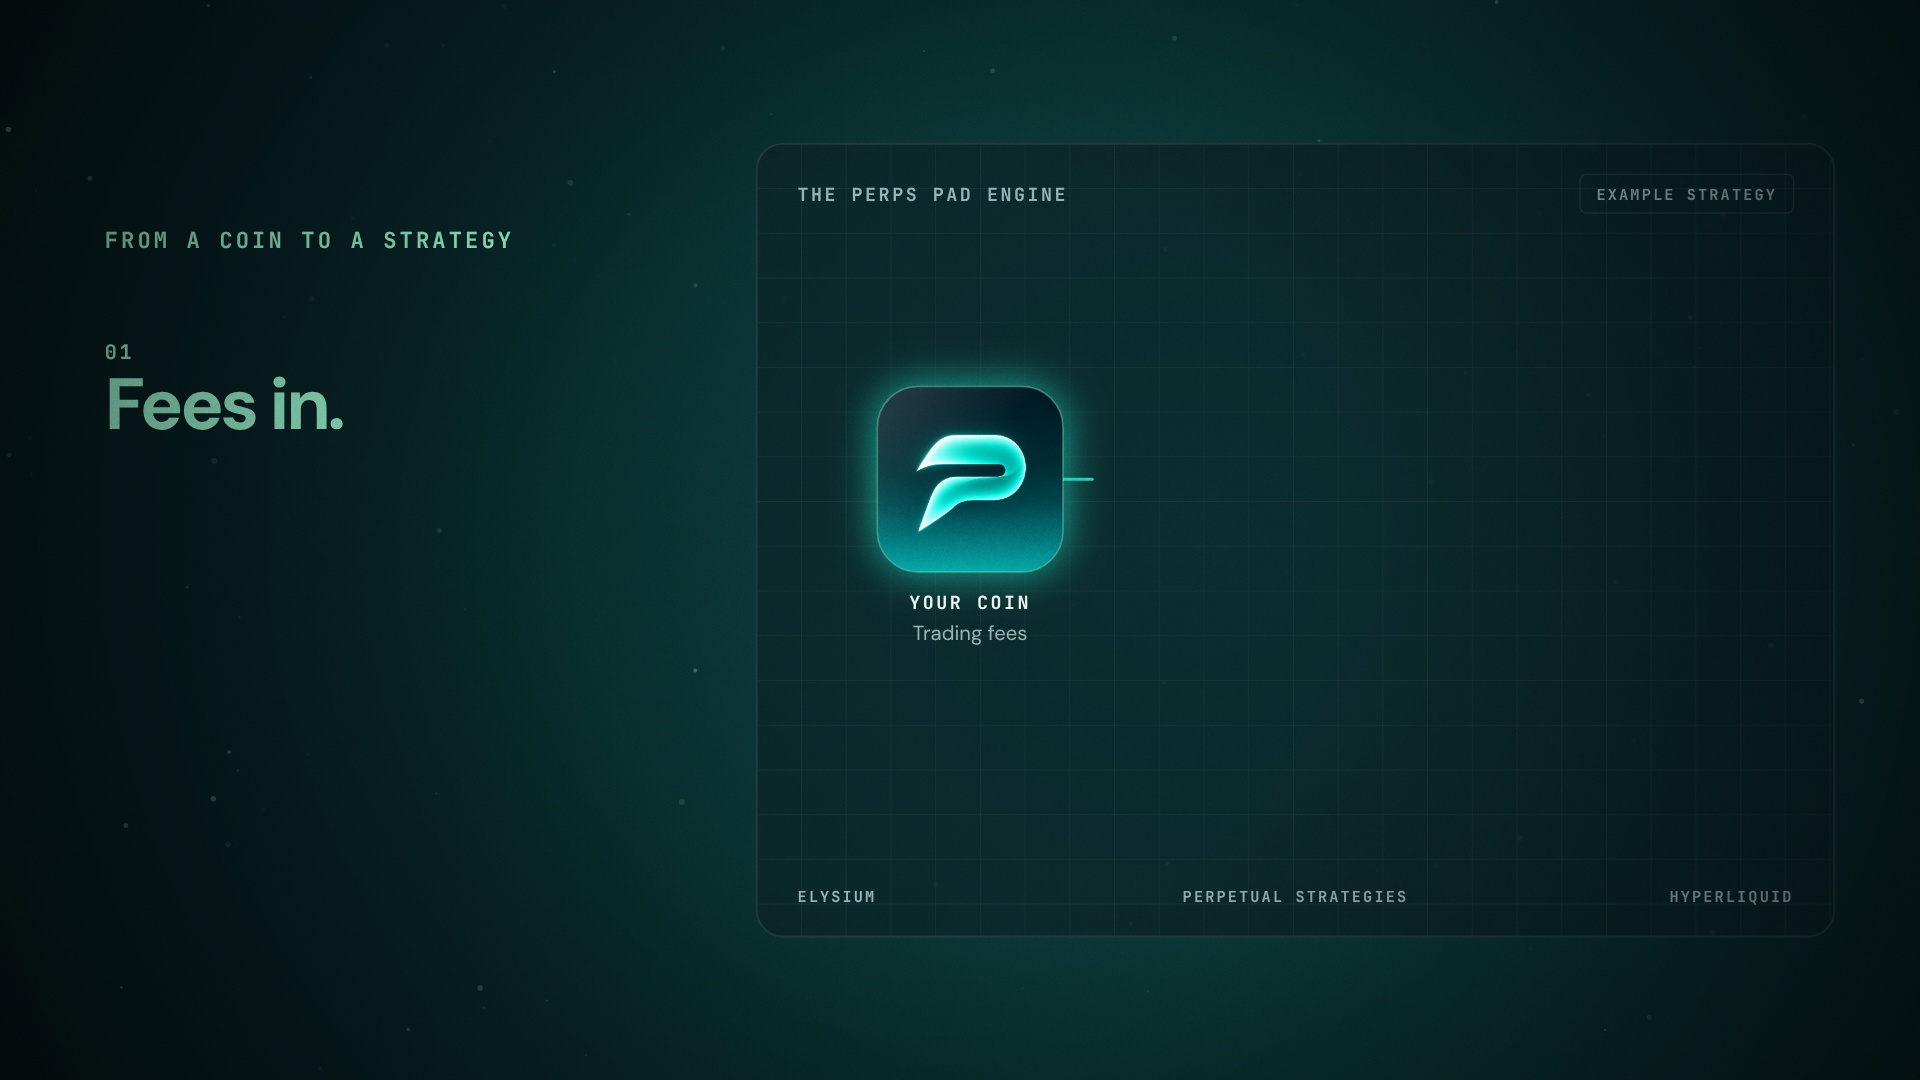 FROM A COIN TO A STRATEGY
01
Fees in.
THE PERPS PAD ENGINE
EXAMPLE STRATEGY
YOUR COIN
Trading fees
ELYSIUM
PERPETUAL STRATEGIES
HYPERLIQUID